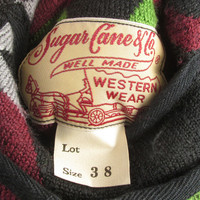 Sugar Cane & Co.
WELL MADE
WESTERN
WEAR
Lot
Size 38